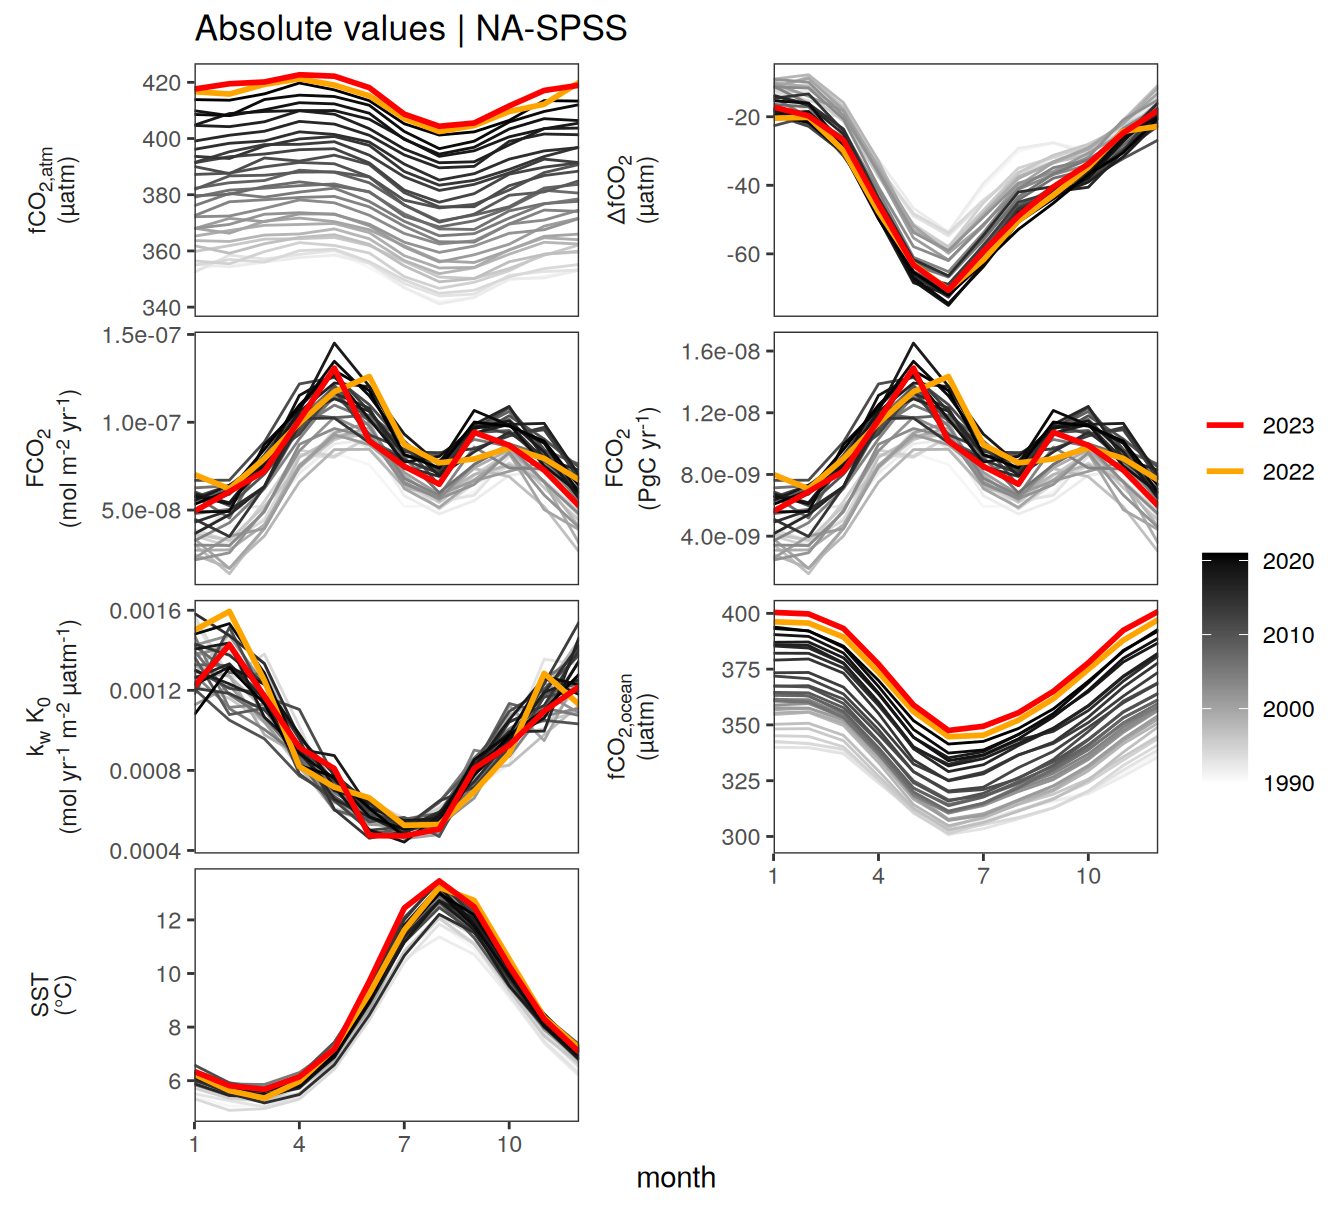 Absolute values | NA-SPSS
fCO2,atm
(µatm)
420
400
380
360
340
ΔfCO2
(µatm)
-20
-40
-60
FCO2
(mol m-2 yr-1)
1.5e-07
1.0e-07
5.0e-08
FCO2
(PgC yr-1)
1.6e-08
1.2e-08
8.0e-09
4.0e-09
kw K0
(mol yr-1 m-2 µatm-1)
0.0016
0.0012
0.0008
0.0004
fCO2,ocean
(µatm)
400
375
350
325
300
1 4 7 10
SST
(°C)
12
10
8
6
1 4 7 10
month
2023
2022
2020
2010
2000
1990